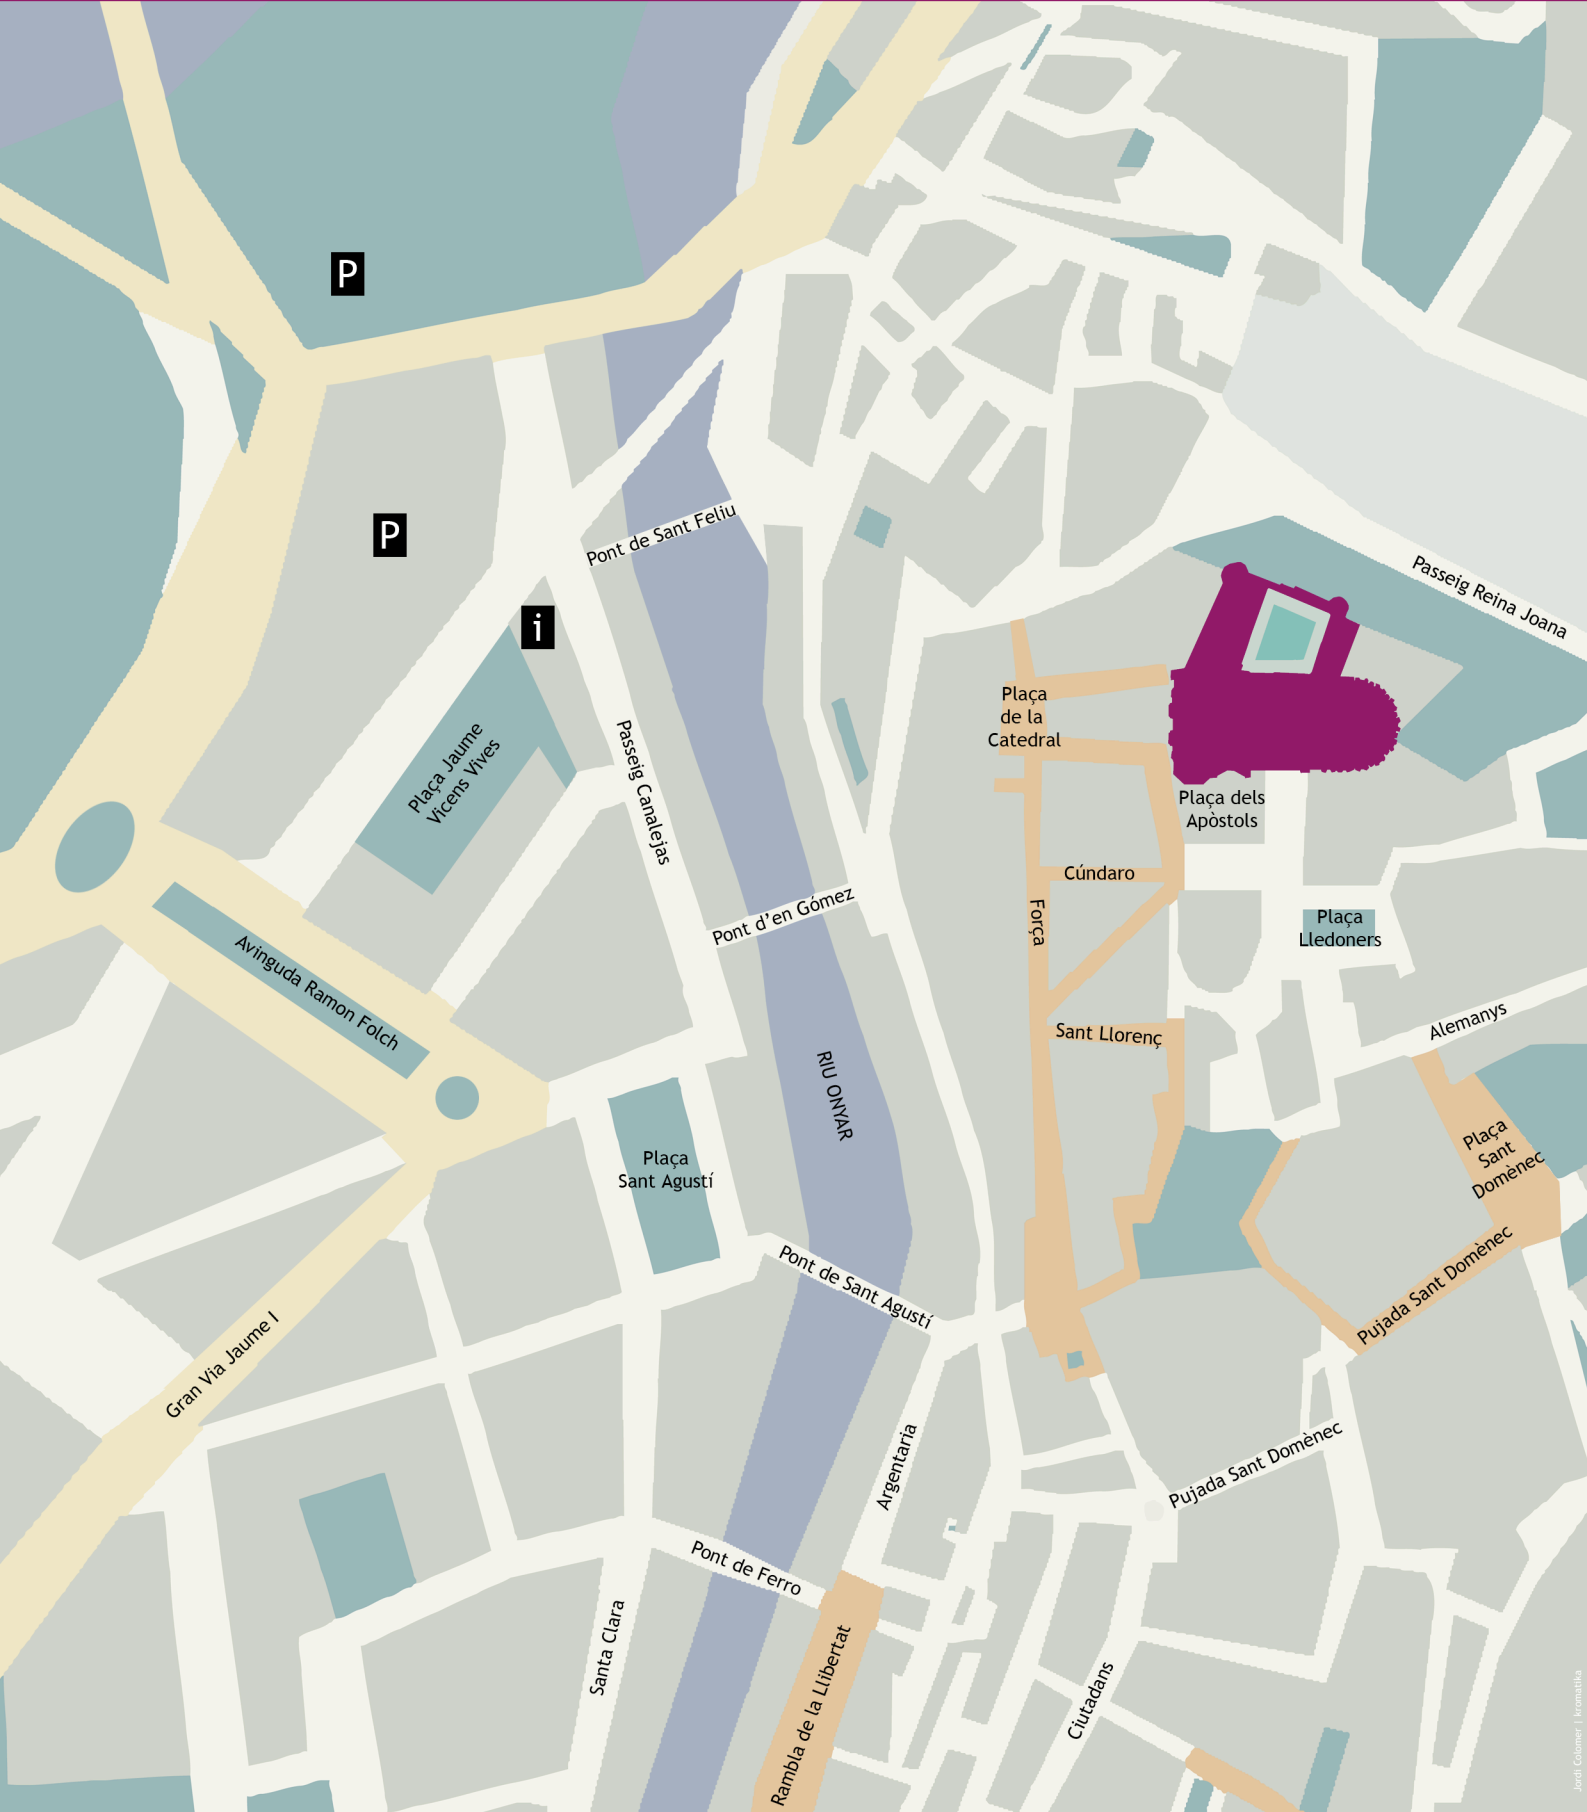 P
P
Pont de Sant Feliu
i
Passeig Reina Joana
Plaça
de la
Catedral
Plaça Jaume
Vicens Vives
Passeig Canalejas
Plaça dels
Apòstols
Cúndaro
Pont d'en Gómez
Força
Plaça
Lledoners
Avinguda Ramon Folch
Sant Llorenç
Alemanys
RIU ONYAR
Plaça
Sant Agustí
Plaça
Sant
Domènec
Pont de Sant Agustí
Pujada Sant Domènec
Gran Via Jaume I
Argentaria
Pujada Sant Domènec
Pont de Ferro
Santa Clara
Rambla de la Llibertat
Ciutadans
Jordi Colomer | kromatika